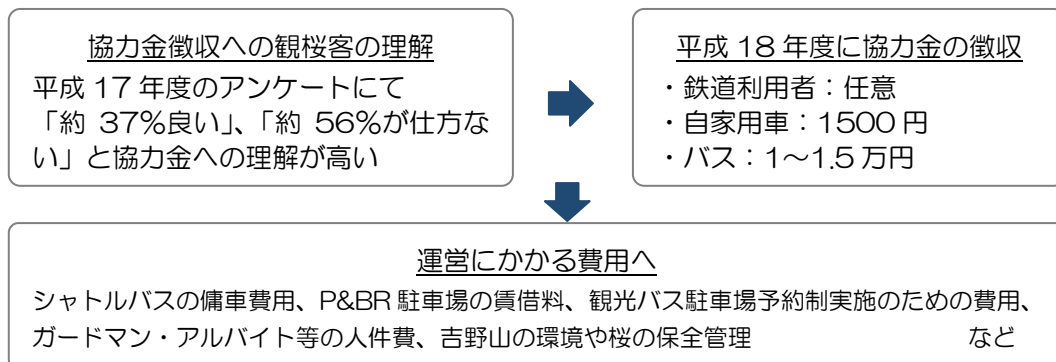 協力金徴収への観桜客の理解
平成 17 年度のアンケートにて
「約 37%良い」、「約 56%が仕方な
い」と協力金への理解が高い
平成 18 年度に協力金の徴収
・鉄道利用者:任意
・自家用車:1500 円
・バス:1～1.5 万円
運営にかかる費用へ
シャトルバスの傭車費用、P&BR 駐車場の賃借料、観光バス駐車場予約制実施のための費用、
ガードマン・アルバイト等の人件費、吉野山の環境や桜の保全管理 など